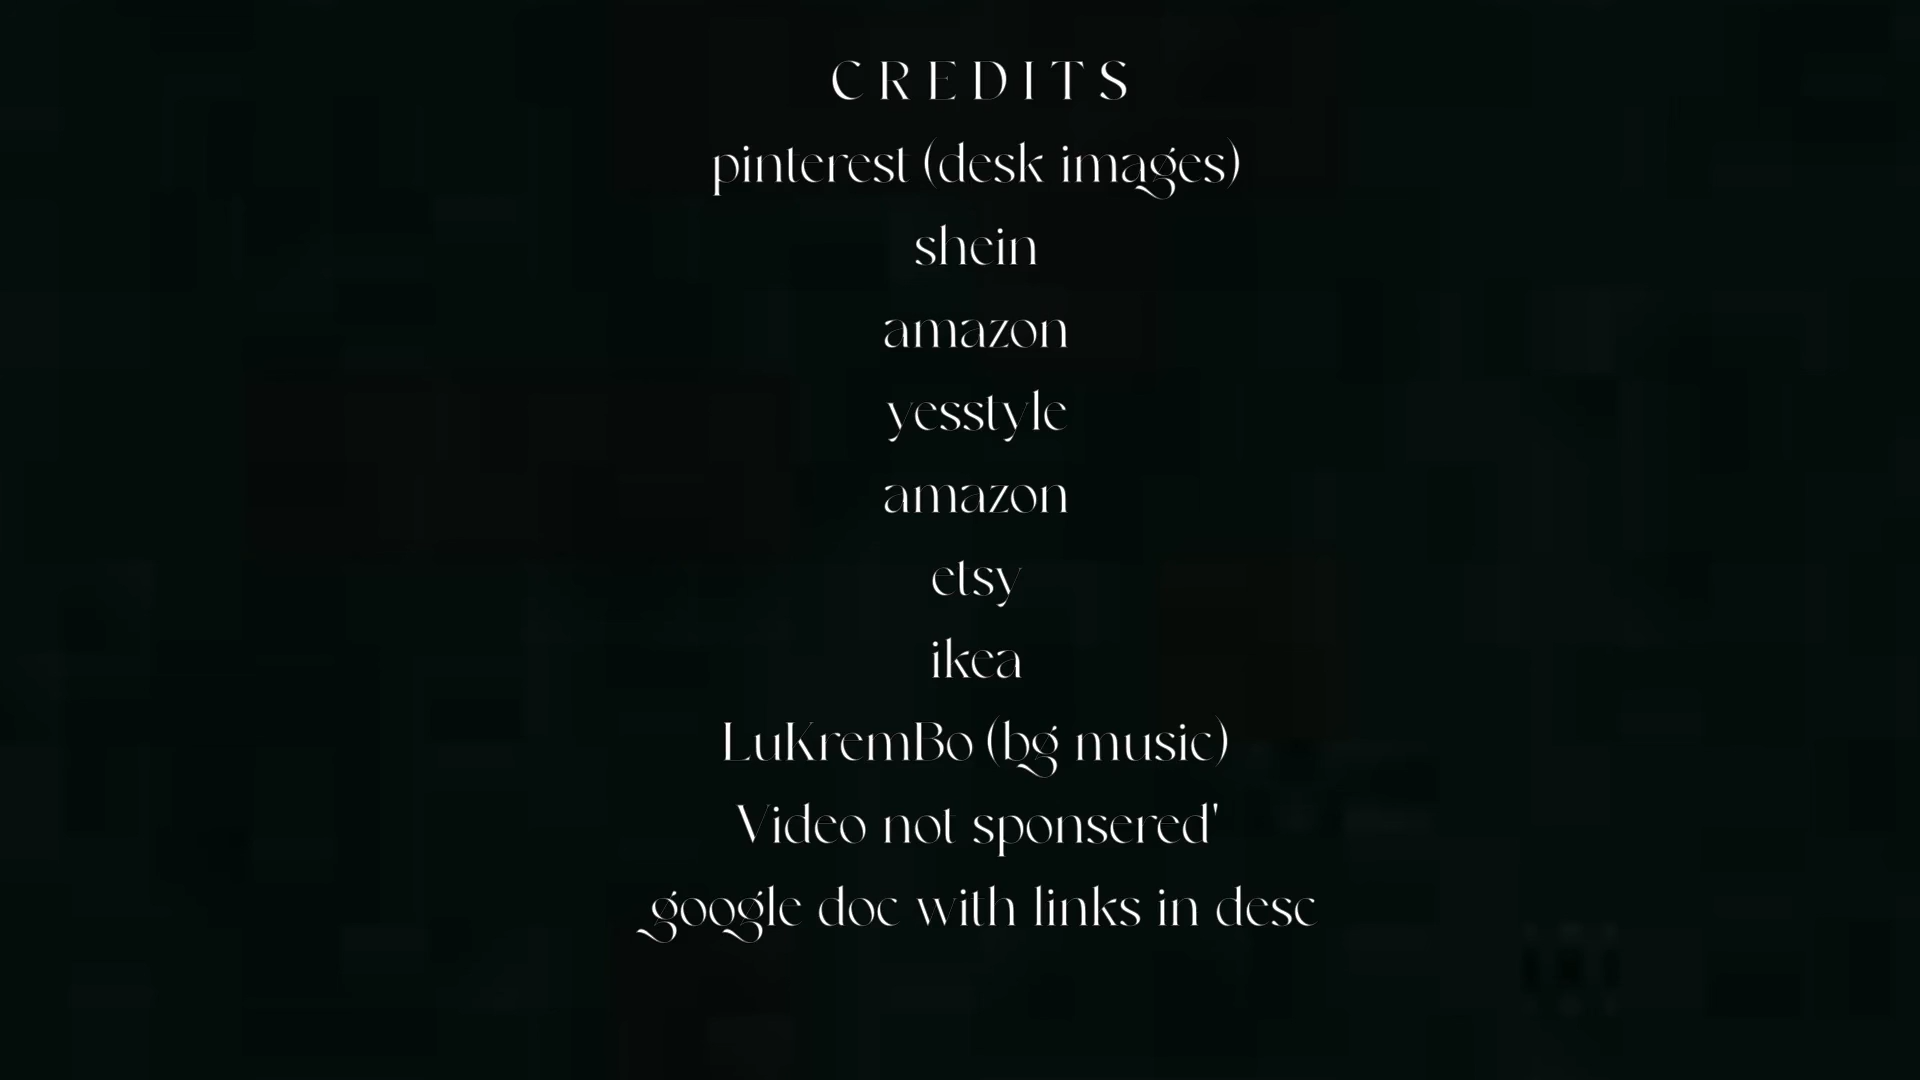 CREDITS
pinterest (desk images)
shein
amazon
yesstyle
amazon
etsy
ikea
LuKremBo (bg music)
Video not sponsered'
google doc with links in desc